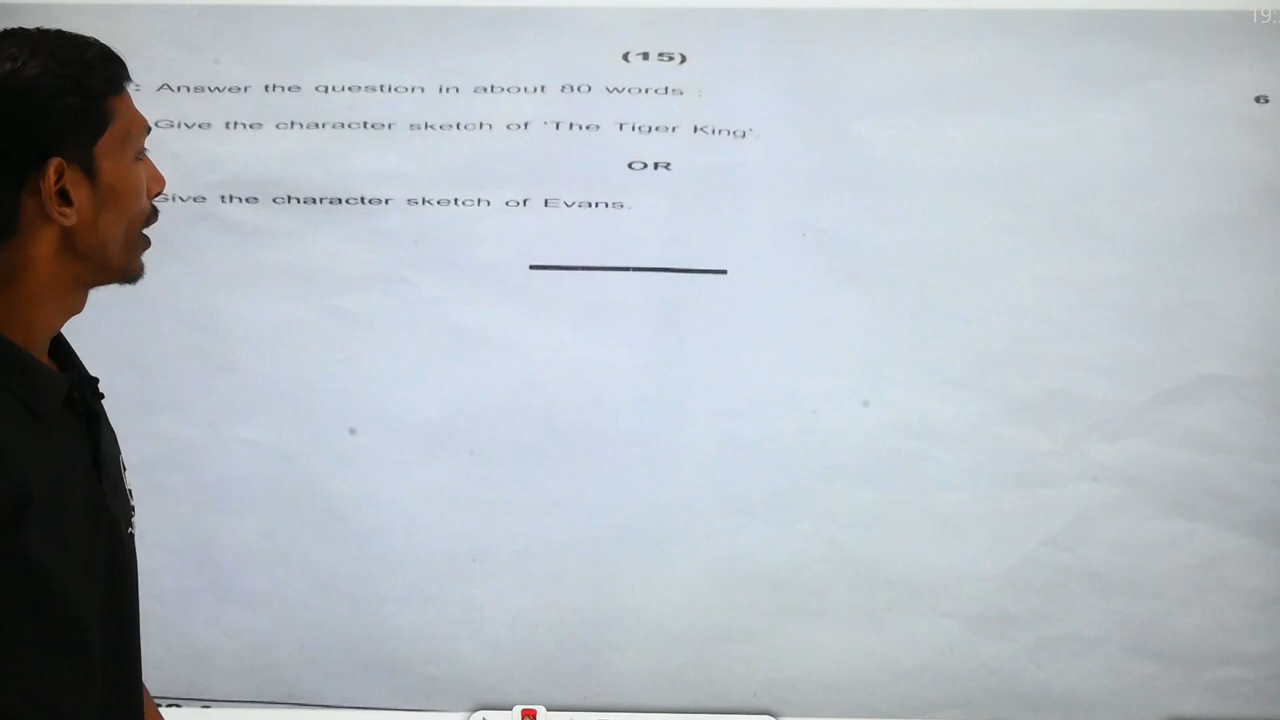 (15)
: Answer the question in about 80 words :
6
Give the character sketch of 'The Tiger King'.
OR
Give the character sketch of Evans.